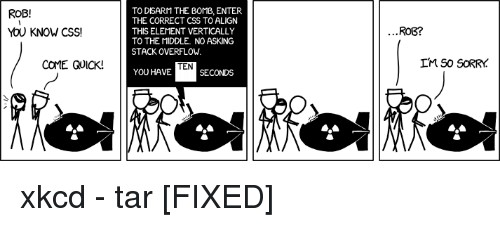 ROB!
YOU KNOW CSS!
COME QUICK!
TO DISARM THE BOMB, ENTER
THE CORRECT CSS TO ALIGN
THIS ELEMENT VERTICALLY
TO THE MIDDLE. NO ASKING
STACK OVERFLOW.
YOU HAVE TEN SECONDS
...ROB?
I'M SO SORRY.
xkcd - tar [FIXED]